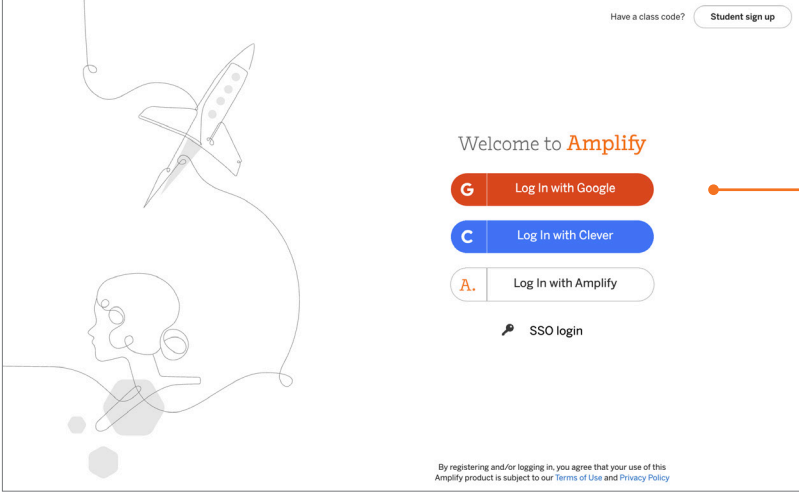 Have a class code? Student sign up
Welcome to Amplify
G Log In with Google
C Log In with Clever
A. Log In with Amplify
SSO login
By registering and/or logging in, you agree that your use of this
Amplify product is subject to our Terms of Use and Privacy Policy